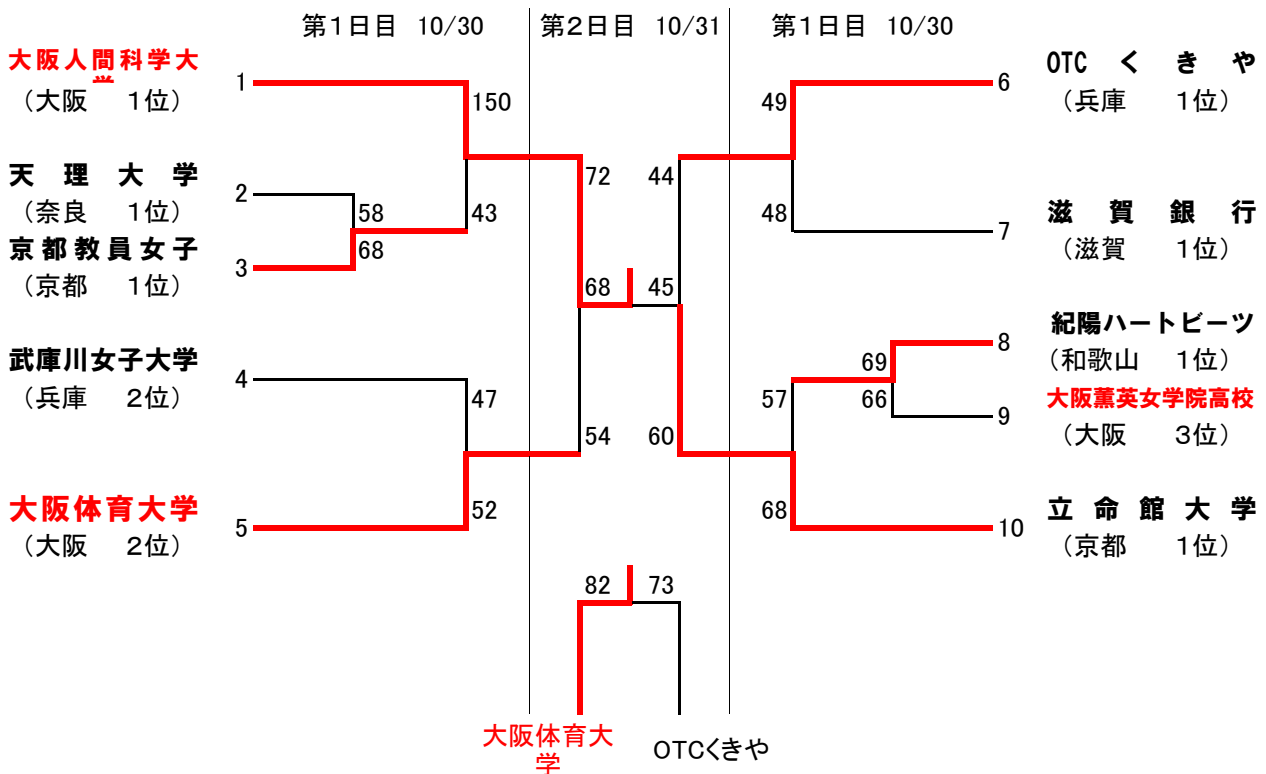 第１日目 10/30 第２日目 10/31 第１日目 10/30
大阪人間科学大学
（大阪 1位）
1
150
天理大学
（奈良 1位）
2
58
43
京都教員女子
（京都 1位）
3
68
武庫川女子大学
（兵庫 2位）
4
47
大阪体育大学
（大阪 2位）
5
52
72 44
68 45
54 60
49
6
OTCくきや
（兵庫 1位）
48
7
滋賀銀行
（滋賀 1位）
69
8
紀陽ハートビーツ
（和歌山 1位）
57
66
9
大阪薫英女学院高校
（大阪 3位）
68
10
立命館大学
（京都 1位）
82 73
大阪体育大
学
OTCくきや